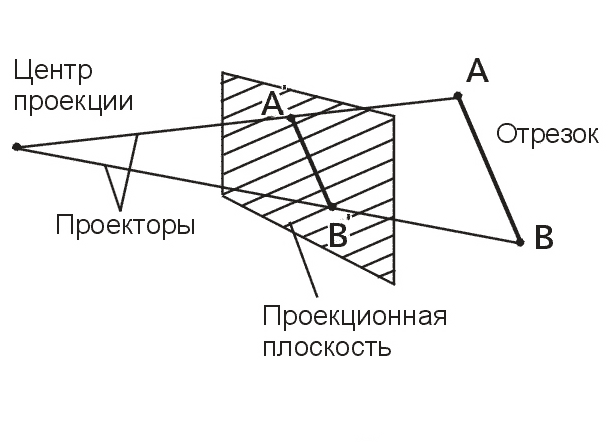 Центр
проекции
A'
A
Отрезок
Проекторы
B'
B
Проекционная
плоскость